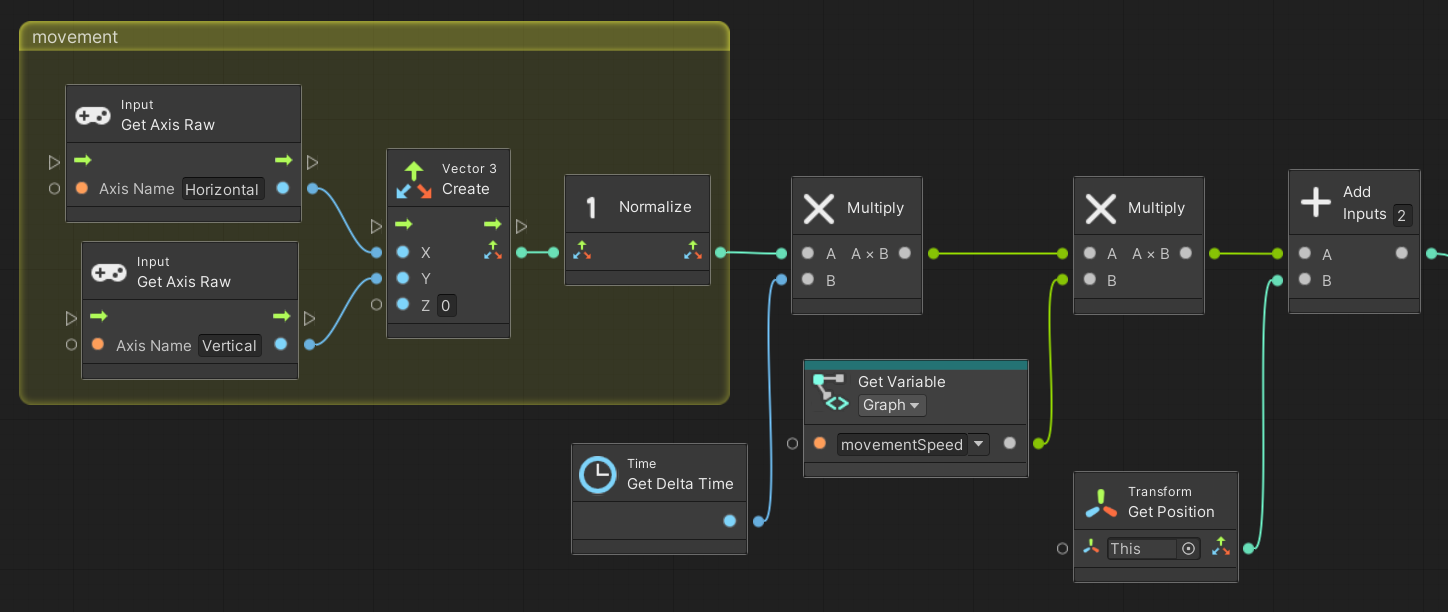 movement
Input
Get Axis Raw
Axis Name Horizontal
Input
Get Axis Raw
Axis Name Vertical
Vector 3
Create
X
Y
Z 0
1 Normalize
Multiply
A A × B
B
Multiply
A A × B
B
Add
Inputs 2
A
B
Get Variable
Graph
movementSpeed
Time
Get Delta Time
Transform
Get Position
This